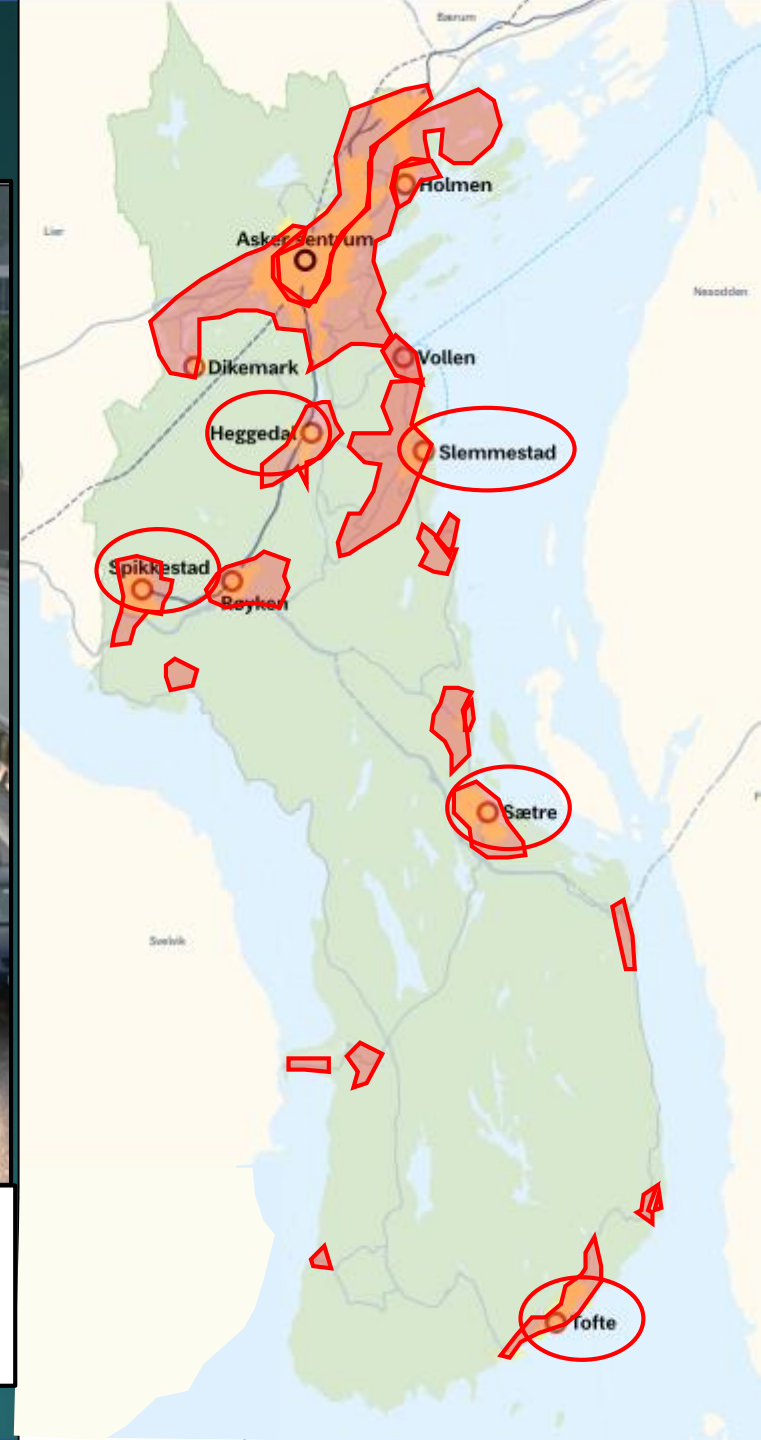 Bærum
Holmen
Asker sentrum
Lier
Nesodden
Vollen
Dikemark
Heggedal
Slemmestad
Spikkestad
Røyken
Sætre
Svelvik
Tofte